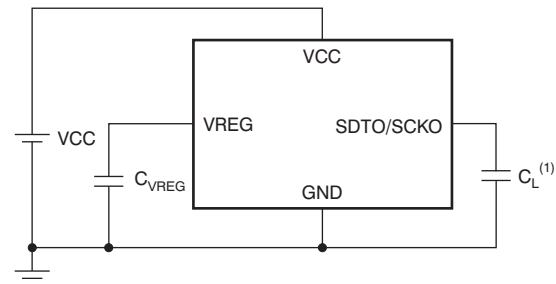 VCC
VREG
SDTO/SCKO
VCC
C_VREG
C_L^(1)
GND